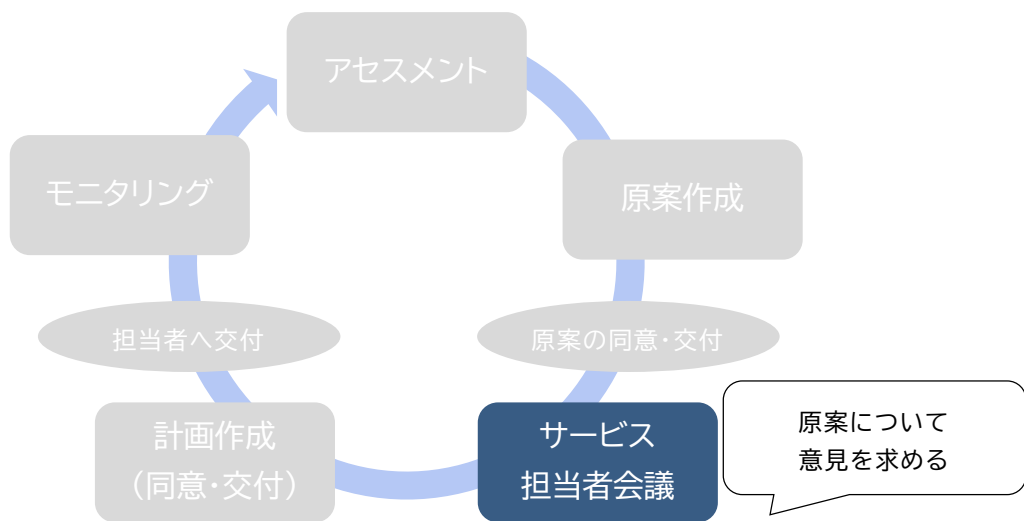 アセスメント
モニタリング
原案作成
担当者へ交付
原案の同意・交付
計画作成
（同意・交付）
サービス
担当者会議
原案について
意見を求める